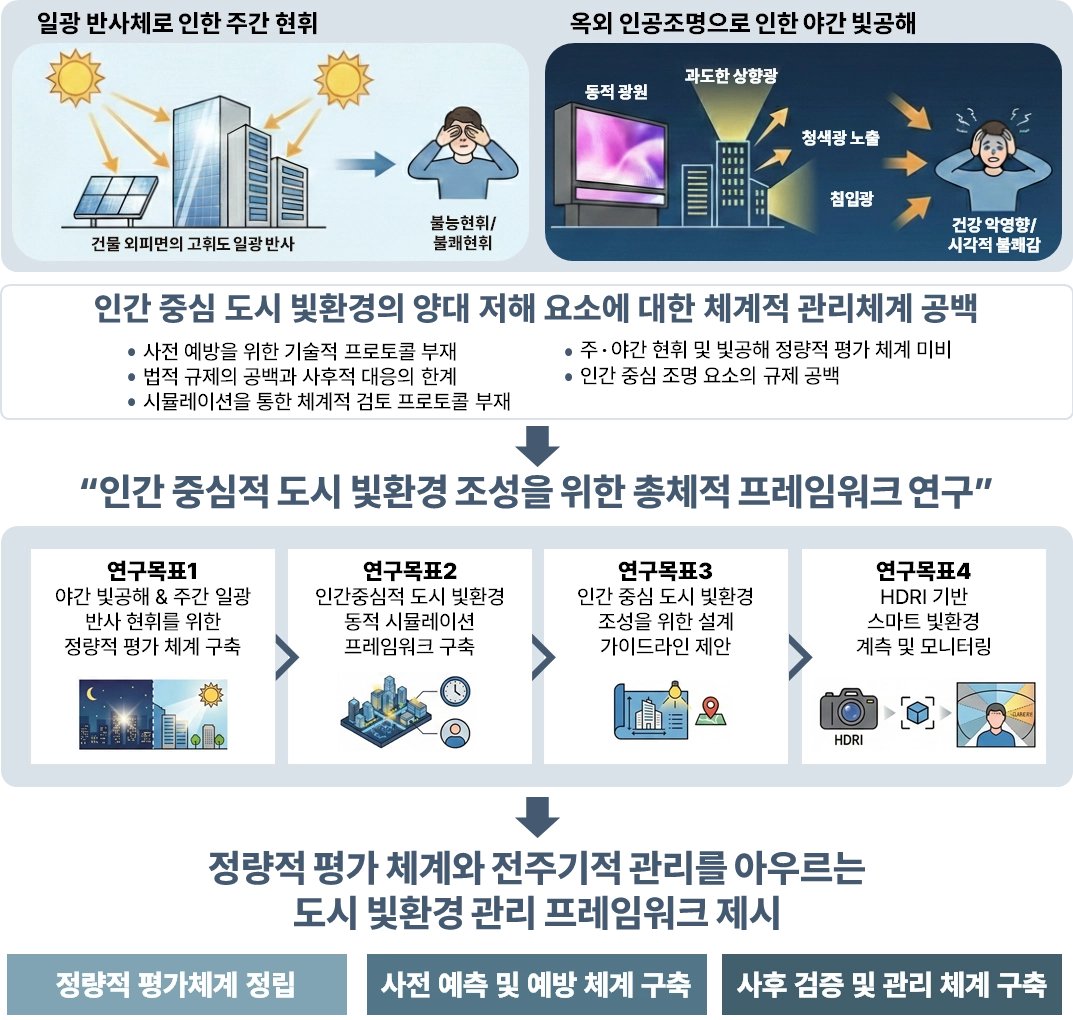 일광 반사체로 인한 주간 현휘
건물 외피면의 고휘도 일광 반사
불능현휘/
불쾌현휘
옥외 인공조명으로 인한 야간 빛공해
동적 광원
과도한 상향광
청색광 노출
침입광
건강 악영향/
시각적 불쾌감
인간 중심 도시 빛환경의 양대 저해 요소에 대한 체계적 관리체계 공백
• 사전 예방을 위한 기술적 프로토콜 부재
• 법적 규제의 공백과 사후적 대응의 한계
• 시뮬레이션을 통한 체계적 검토 프로토콜 부재
• 주·야간 현휘 및 빛공해 정량적 평가 체계 미비
• 인간 중심 조명 요소의 규제 공백
“인간 중심적 도시 빛환경 조성을 위한 총체적 프레임워크 연구”
연구목표1
야간 빛공해 & 주간 일광
반사 현휘를 위한
정량적 평가 체계 구축
연구목표2
인간중심적 도시 빛환경
동적 시뮬레이션
프레임워크 구축
연구목표3
인간 중심 도시 빛환경
조성을 위한 설계
가이드라인 제안
연구목표4
HDRI 기반
스마트 빛환경
계측 및 모니터링
HDRI
정량적 평가 체계와 전주기적 관리를 아우르는
도시 빛환경 관리 프레임워크 제시
정량적 평가체계 정립
사전 예측 및 예방 체계 구축
사후 검증 및 관리 체계 구축